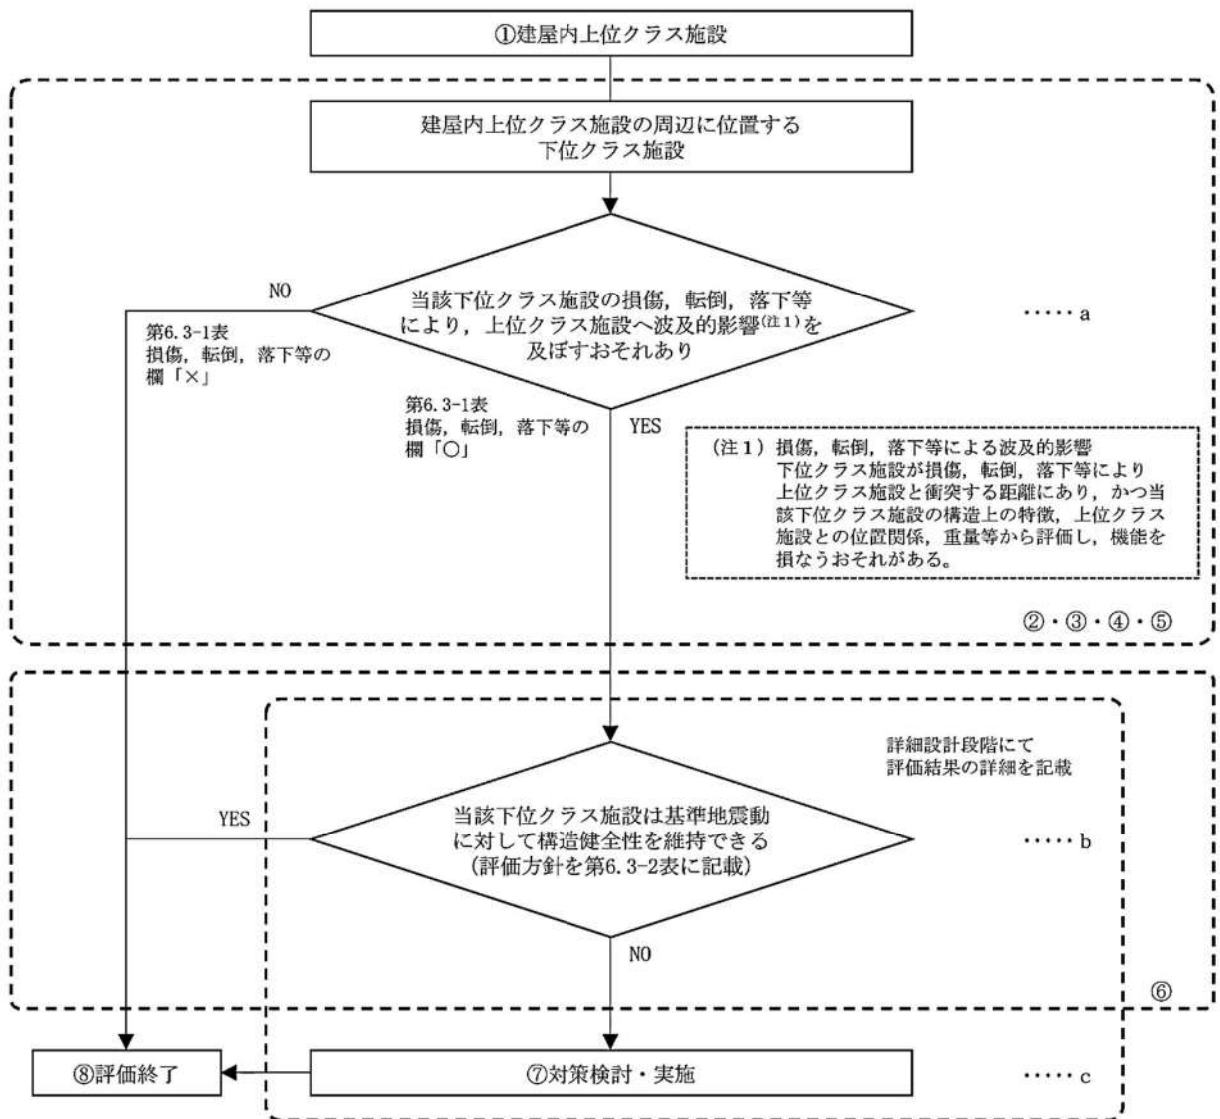 ①建屋内上位クラス施設
建屋内上位クラス施設の周辺に位置する
下位クラス施設
当該下位クラス施設の損傷，転倒，落下等
により，上位クラス施設へ波及的影響(注1)を
及ぼすおそれあり
‥‥‥a
NO
第6.3-1表
損傷，転倒，落下等の
欄「×」
第6.3-1表
損傷，転倒，落下等の
欄「○」
YES
(注1) 損傷，転倒，落下等による波及的影響
下位クラス施設が損傷，転倒，落下等により
上位クラス施設と衝突する距離にあり，かつ当
該下位クラス施設の構造上の特徴，上位クラス
施設との位置関係，重量等から評価し，機能を
損なうおそれがある。
②・③・④・⑤
詳細設計段階にて
評価結果の詳細を記載
YES
当該下位クラス施設は基準地震動
に対して構造健全性を維持できる
(評価方針を第6.3-2表に記載)
‥‥‥b
NO
⑥
⑧評価終了
⑦対策検討・実施
‥‥‥c